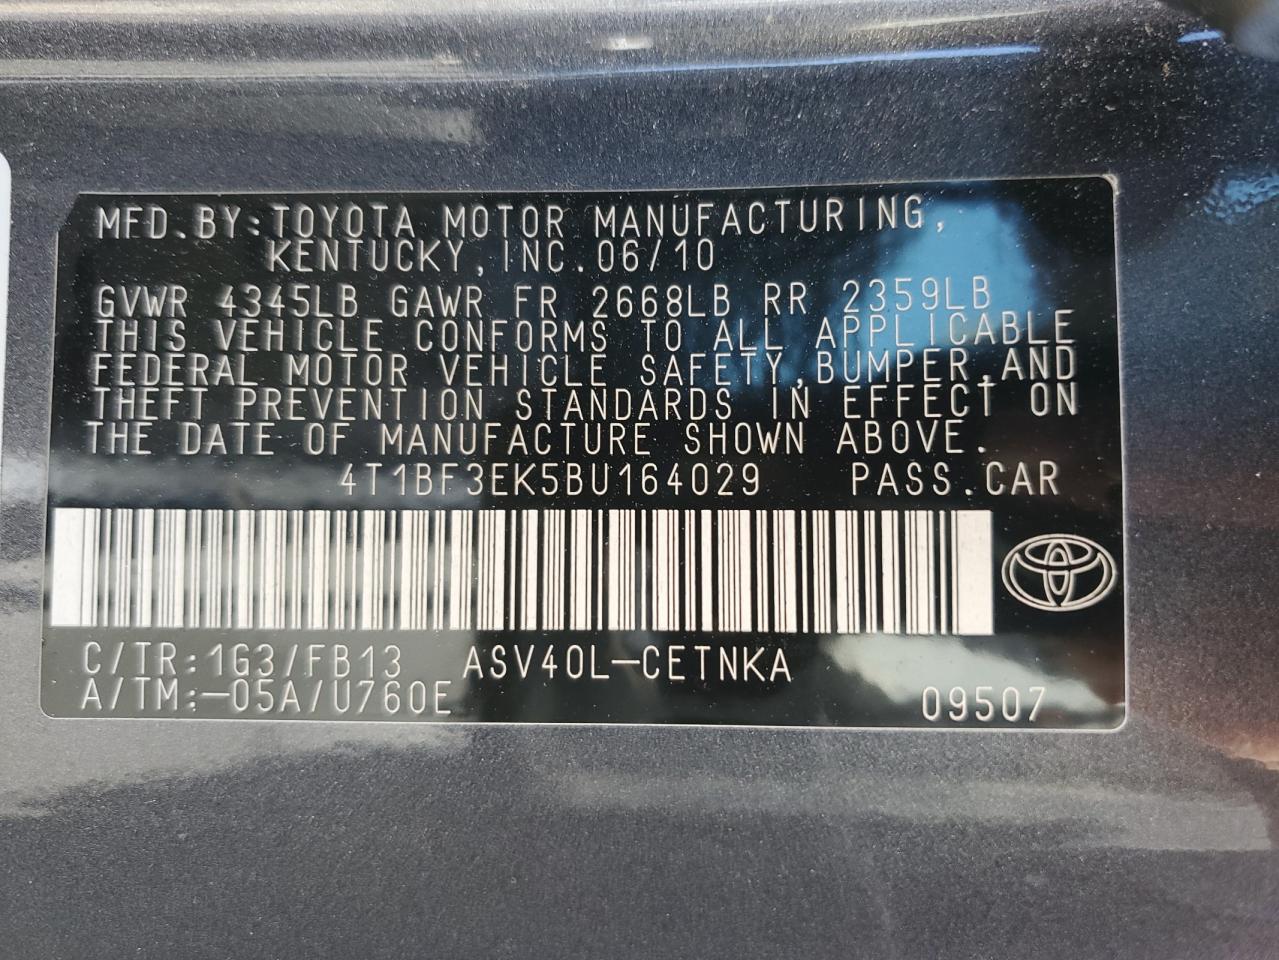 MFD.BY:TOYOTA MOTOR MANUFACTURING,
KENTUCKY,INC.06/10
GVWR 4345LB GAWR FR 2668LB RR 2359LB
THIS VEHICLE CONFORMS TO ALL APPLICABLE
FEDERAL MOTOR VEHICLE SAFETY,BUMPER,AND
THEFT PREVENTION STANDARDS IN EFFECT ON
THE DATE OF MANUFACTURE SHOWN ABOVE.
4T1BF3EK5BU164029 PASS.CAR
C/TR:1G3/FB13 ASV40L-CETNKA
A/TM:-05A/U760E 09507